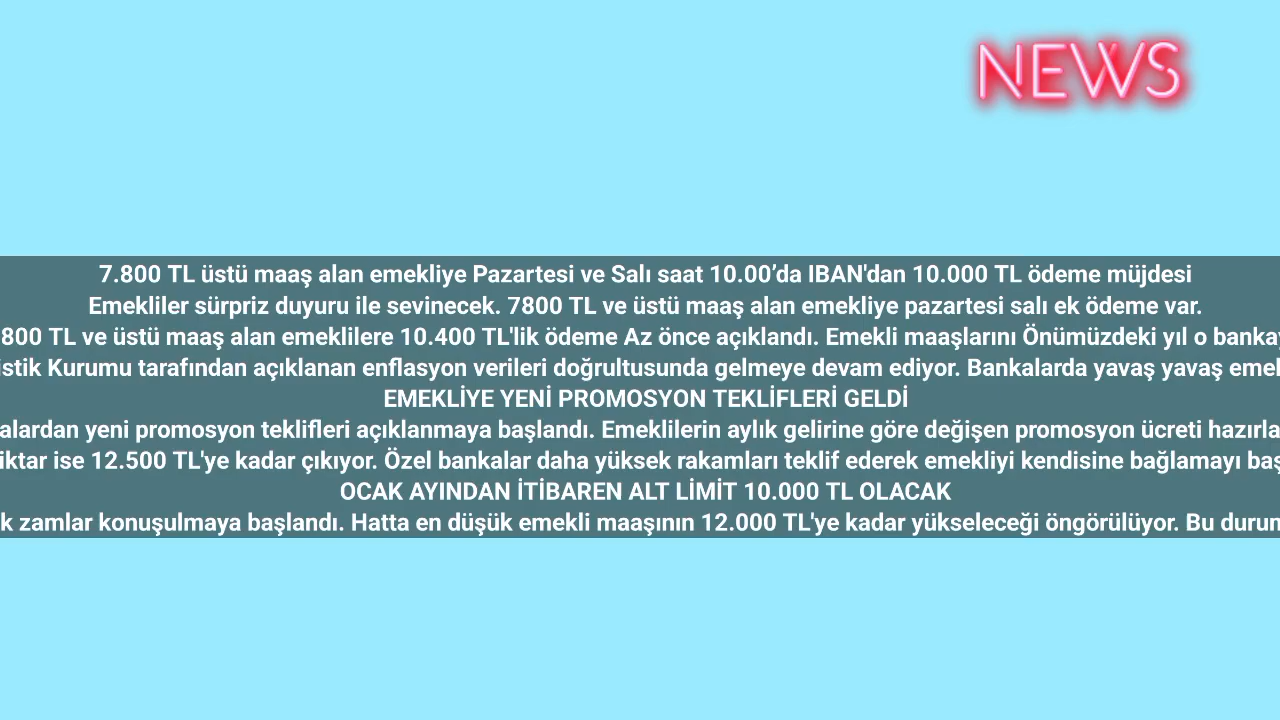 NEWS
7.800 TL üstü maaş alan emekliye Pazartesi ve Salı saat 10.00’da IBAN'dan 10.000 TL ödeme müjdesi
Emekliler sürpriz duyuru ile sevinecek. 7800 TL ve üstü maaş alan emekliye pazartesi salı ek ödeme var.
800 TL ve üstü maaş alan emeklilere 10.400 TL'lik ödeme Az önce açıklandı. Emekli maaşlarını Önümüzdeki yıl o bankay
istik Kurumu tarafından açıklanan enflasyon verileri doğrultusunda gelmeye devam ediyor. Bankalarda yavaş yavaş emel
EMEKLİYE YENİ PROMOSYON TEKLİFLERİ GELDİ
alardan yeni promosyon teklifleri açıklanmaya başlandı. Emeklilerin aylık gelirine göre değişen promosyon ücreti hazırla
iktar ise 12.500 TL'ye kadar çıkıyor. Özel bankalar daha yüksek rakamları teklif ederek emekliyi kendisine bağlamayı baş
OCAK AYINDAN İTİBAREN ALT LİMİT 10.000 TL OLACAK
k zamlar konuşulmaya başlandı. Hatta en düşük emekli maaşının 12.000 TL'ye kadar yükseleceği öngörülüyor. Bu durun